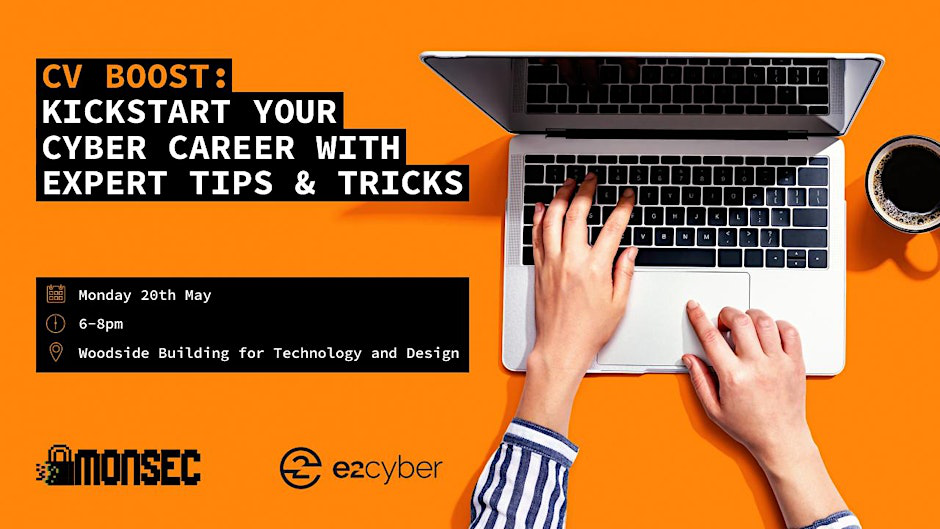 CV BOOST:
KICKSTART YOUR
CYBER CAREER WITH
EXPERT TIPS & TRICKS
Monday 20th May
6-8pm
Woodside Building for Technology and Design
MONSEC
e2cyber